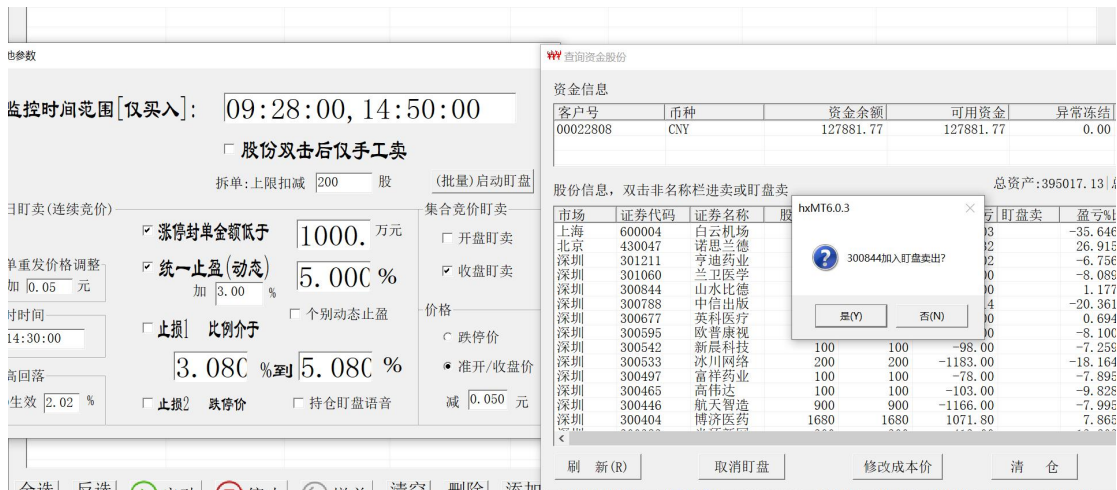 也参数
监控时间范围[仅买入]:
09:28:00,14:50:00
股份双击后仅手工卖
拆单:上限扣减 200 股
(批量)启动盯盘
日盯卖(连续竞价)
涨停封单金额低于 1000. 万元
统一止盈(动态) 5.000 %
加 3.00 %
单重发价格调整
加 0.05 元
个别动态止盈
时时间
14:30:00
止损1 比例介于
3.080 %到 5.080 %
高回落
生效 2.02 %
止损2 跌停价
持仓盯盘语音
集合竞价盯卖
开盘盯卖
收盘盯卖
价格
跌停价
准开/收盘价
减 0.050 元
全选 反选
清空 删除 添加
查询资金股份
资金信息
客户号 币种 资金余额 可用资金 异常冻结
00022808 CNY 127881.77 127881.77 0.00
股份信息，双击非名称栏进卖或盯盘卖
总资产:395017.13
市场 证券代码 证券名称 股 亏 盯盘卖 盈亏%
上海 600004 白云机场 -35.646
北京 430047 诺思兰德 26.915
深圳 301211 亨迪药业 -6.756
深圳 301060 兰卫医学 -8.089
深圳 300844 山水比德 1.177
深圳 300788 中信出版 -20.361
深圳 300677 英科医疗 0.694
深圳 300595 欧普康视 -8.100
深圳 300542 新晨科技 100 100 -98.00 -7.259
深圳 300533 冰川网络 200 200 -1183.00 -18.164
深圳 300497 富祥药业 100 100 -78.00 -7.895
深圳 300465 高伟达 100 100 -103.00 -9.828
深圳 300446 航天智造 900 900 -1166.00 -7.995
深圳 300404 博济医药 1680 1680 1071.80 7.865
hxMT6.0.3
300844加入盯盘卖出?
是(Y) 否(N)
刷 新(R) 取消盯盘 修改成本价 清 仓